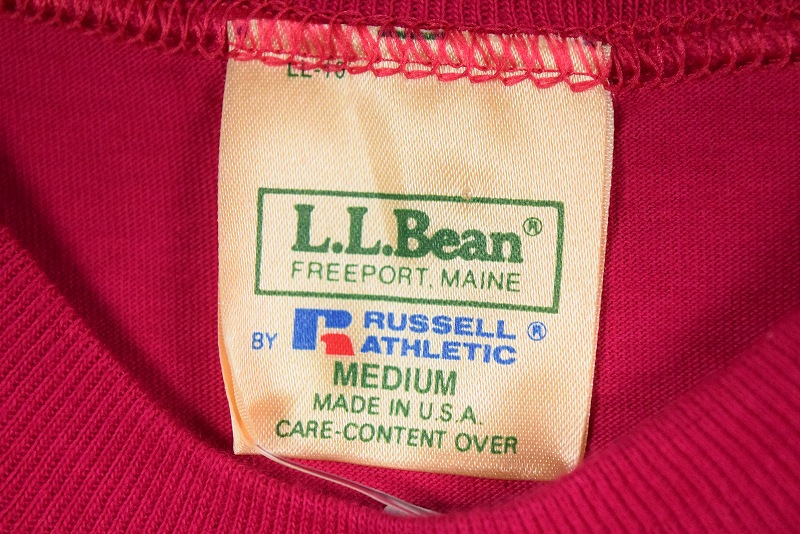 L.L.Bean®
FREEPORT, MAINE
BY RUSSELL ATHLETIC®
MEDIUM
MADE IN U.S.A.
CARE-CONTENT OVER